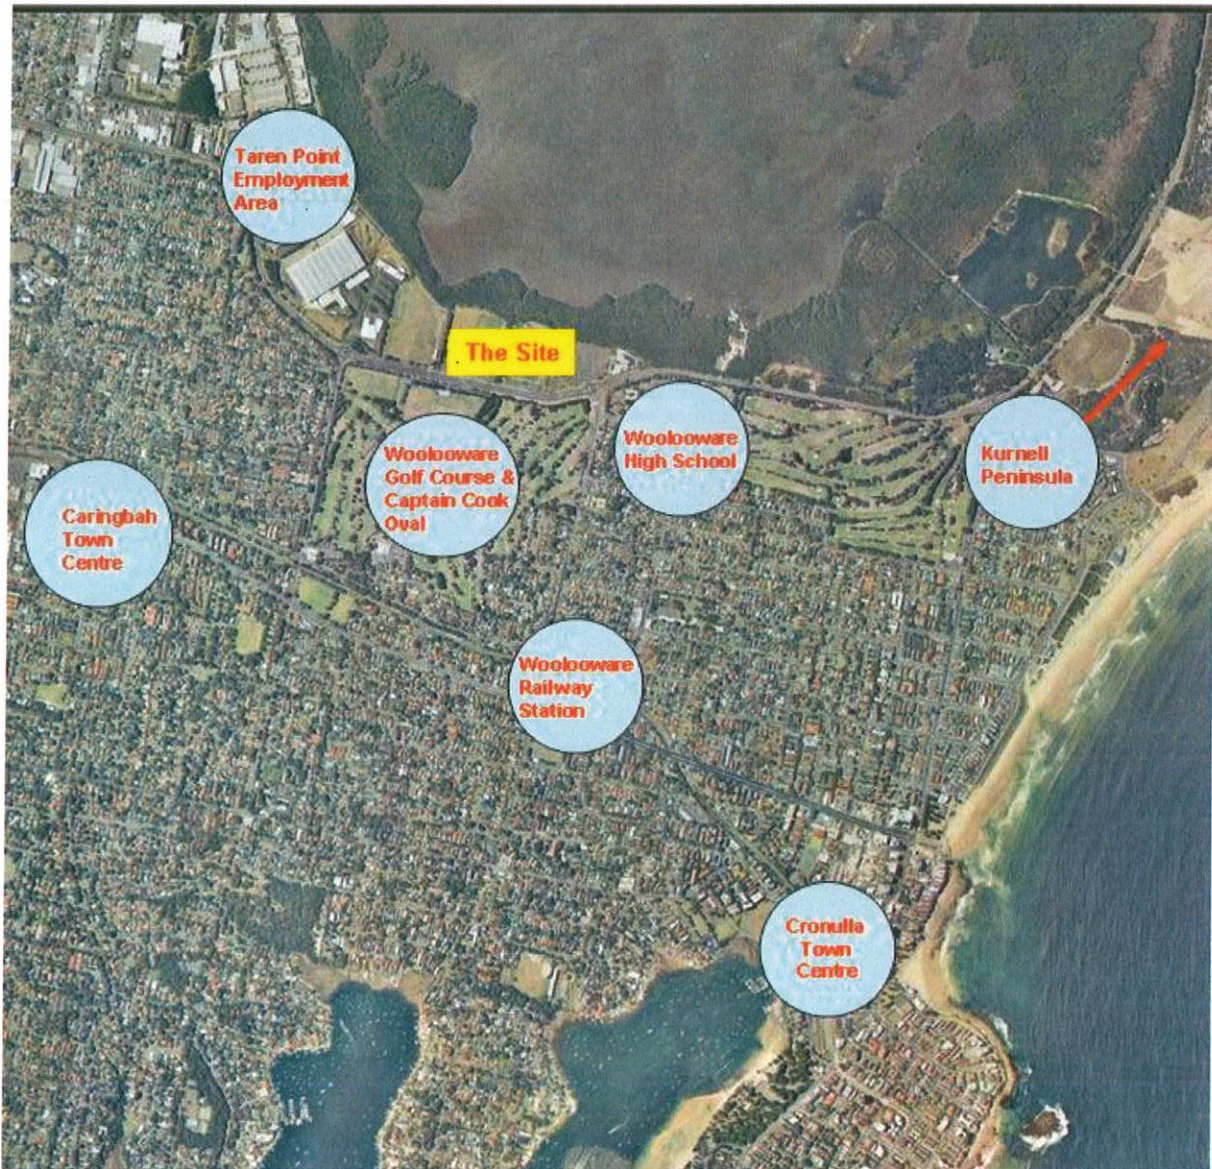 Taren Point
Employment
Area
The Site
Woolooware
Golf Course &
Captain Cook
Oval
Woolooware
High School
Kurnell
Peninsula
Caringbah
Town
Centre
Woolooware
Railway
Station
Cronulla
Town
Centre